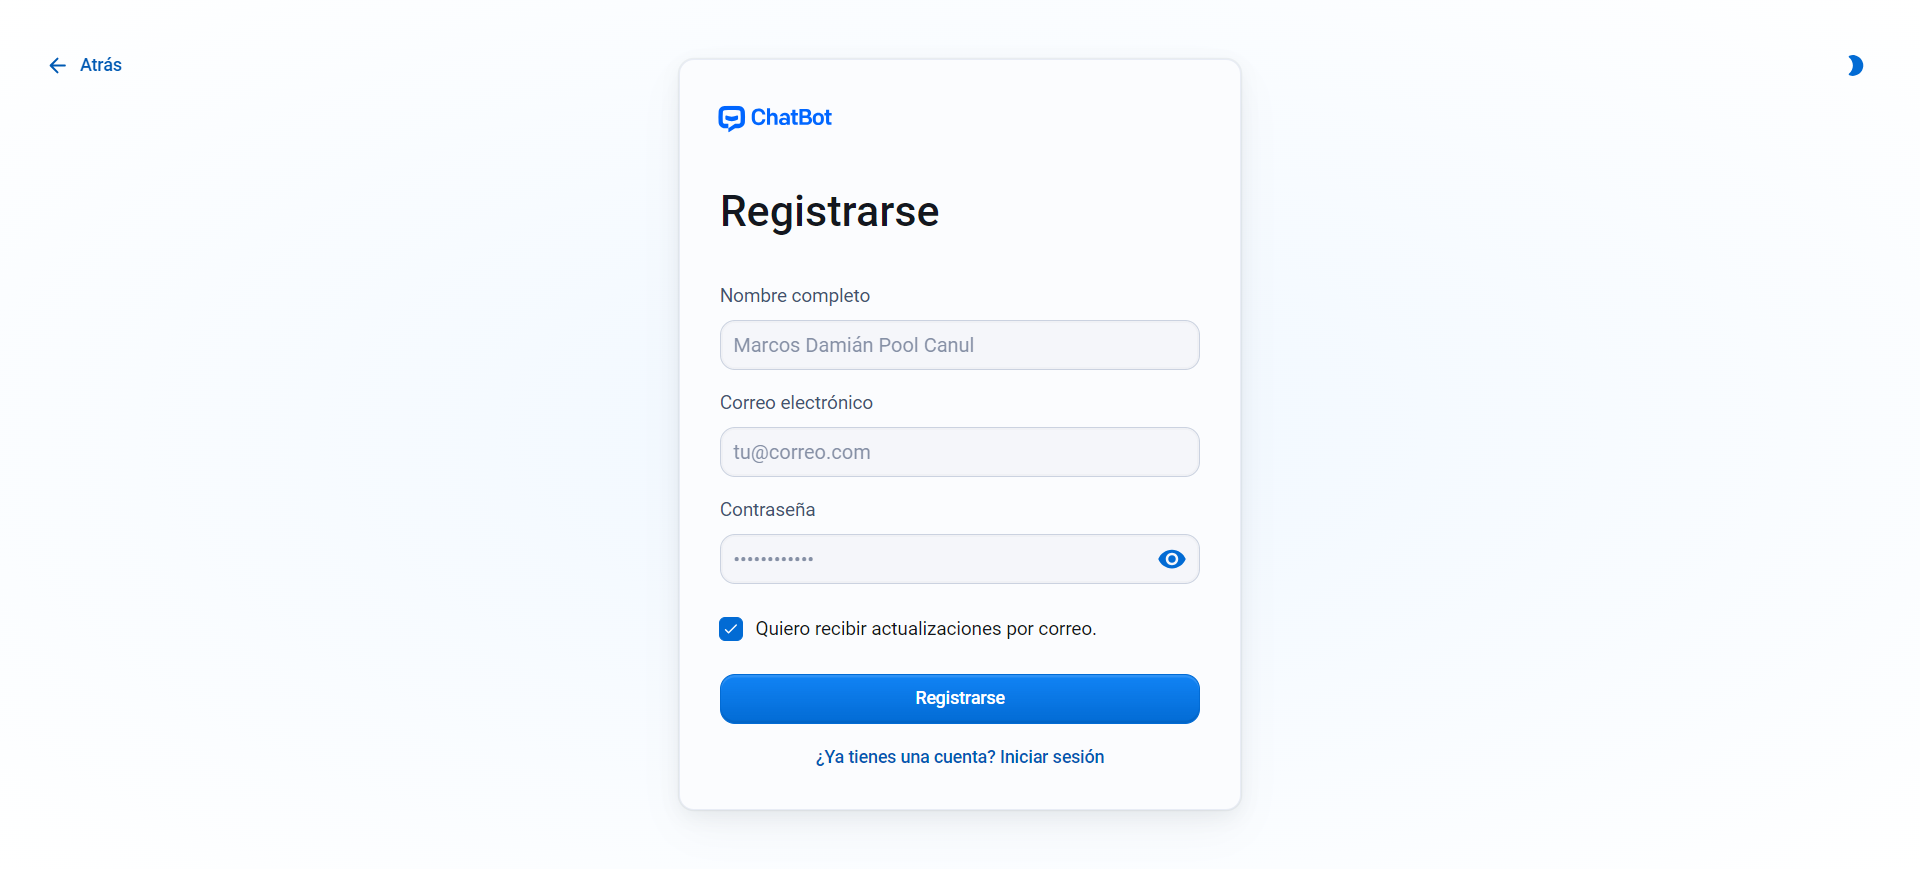 Atrás
ChatBot
Registrarse
Nombre completo
Marcos Damián Pool Canul
Correo electrónico
tu@correo.com
Contraseña
••••••••••••
Quiero recibir actualizaciones por correo.
Registrarse
¿Ya tienes una cuenta? Iniciar sesión